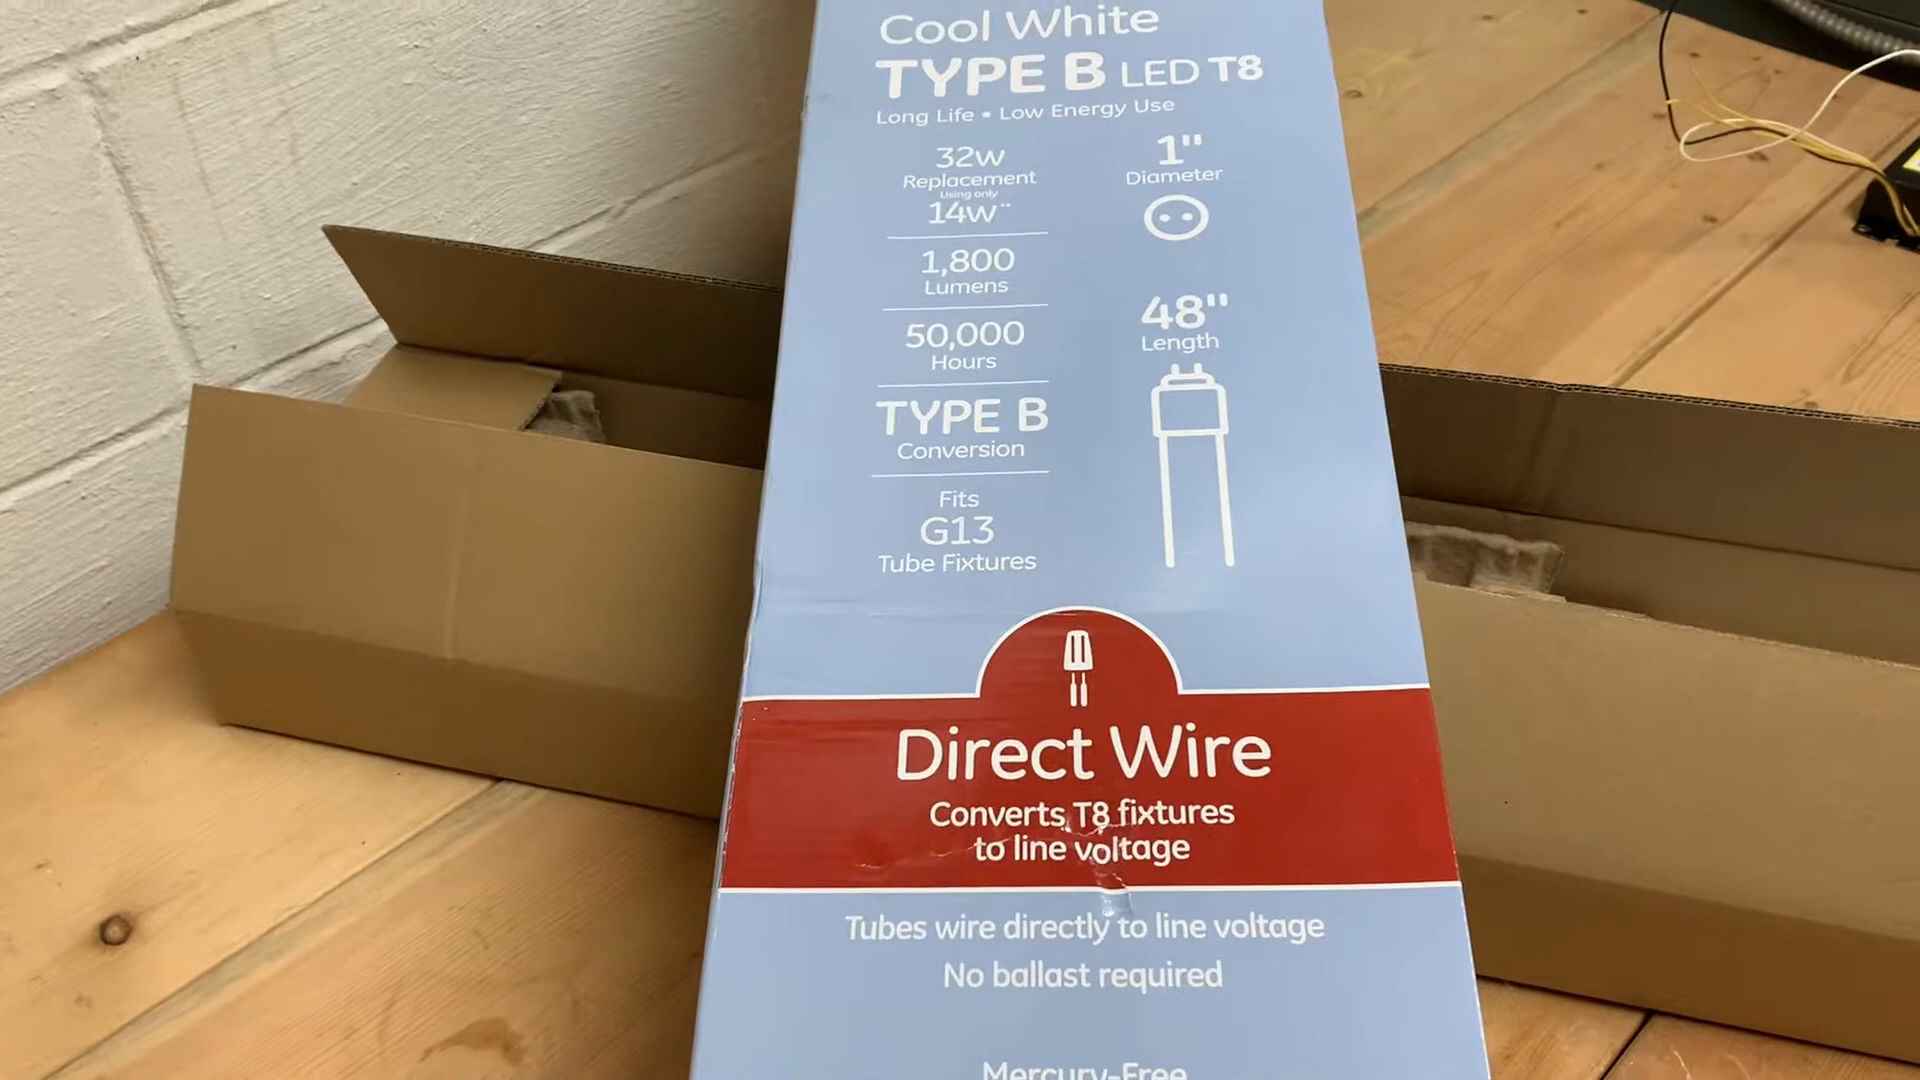 Cool White
TYPE B LED T8
Long Life • Low Energy Use
32w
Replacement
Using only
14w**
1,800
Lumens
50,000
Hours
TYPE B
Conversion
Fits
G13
Tube Fixtures
1"
Diameter
48"
Length
Direct Wire
Converts T8 fixtures
to line voltage
Tubes wire directly to line voltage
No ballast required
Mercury-Free